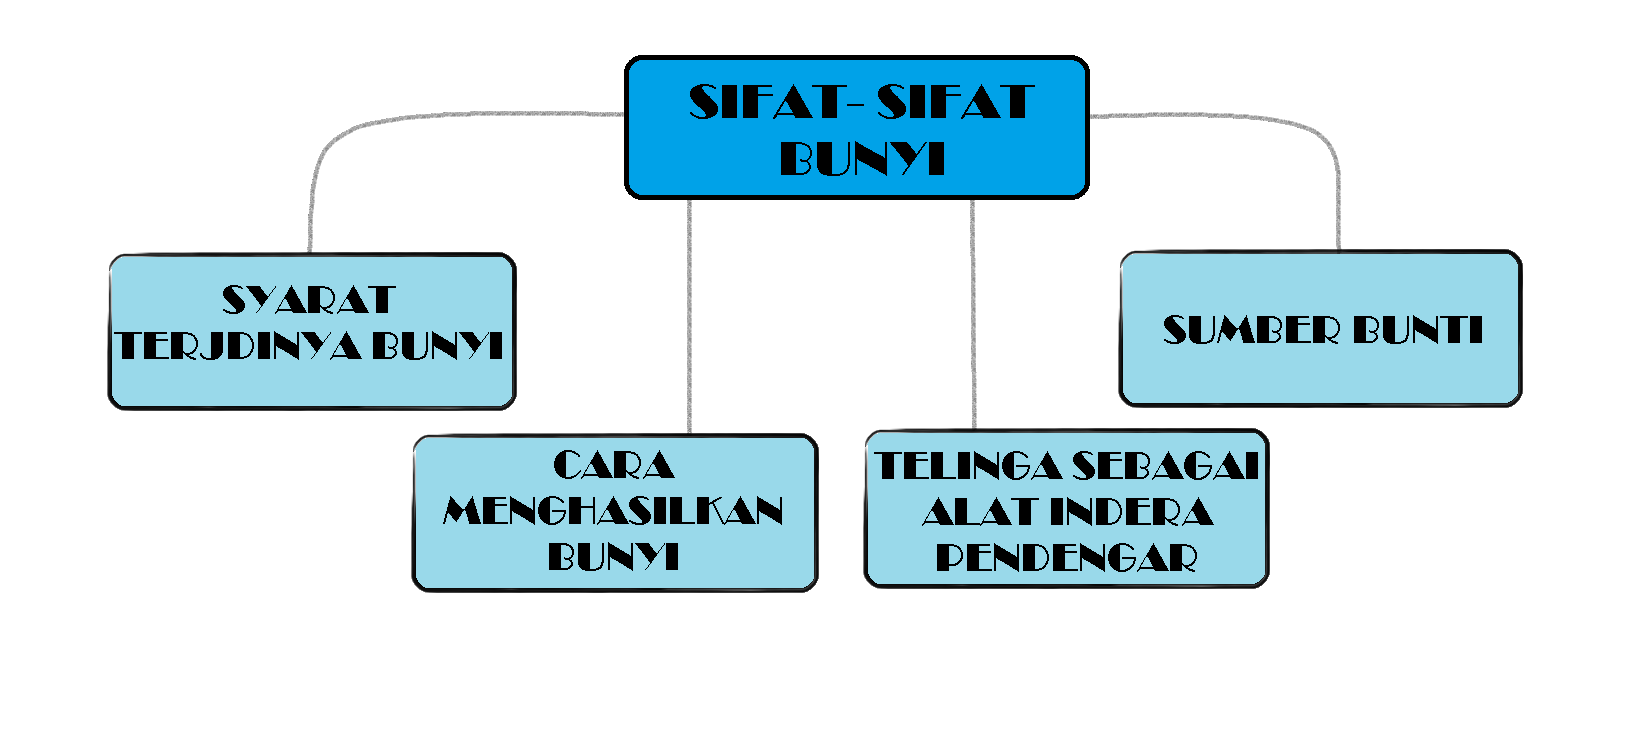 SIFAT- SIFAT
BUNYI
SYARAT
TERJDINYA BUNYI
SUMBER BUNTI
CARA
MENGHASILKAN
BUNYI
TELINGA SEBAGAI
ALAT INDERA
PENDENGAR